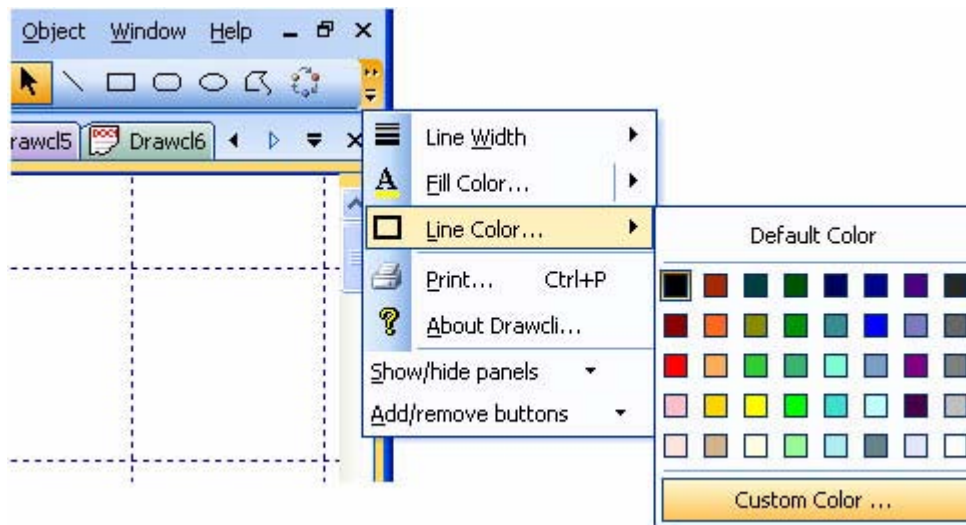 Object Window Help
rawcl5 Drawcl6
Line Width
Fill Color...
Line Color...
Print... Ctrl+P
About Drawcli...
Show/hide panels
Add/remove buttons
Default Color
Custom Color ...